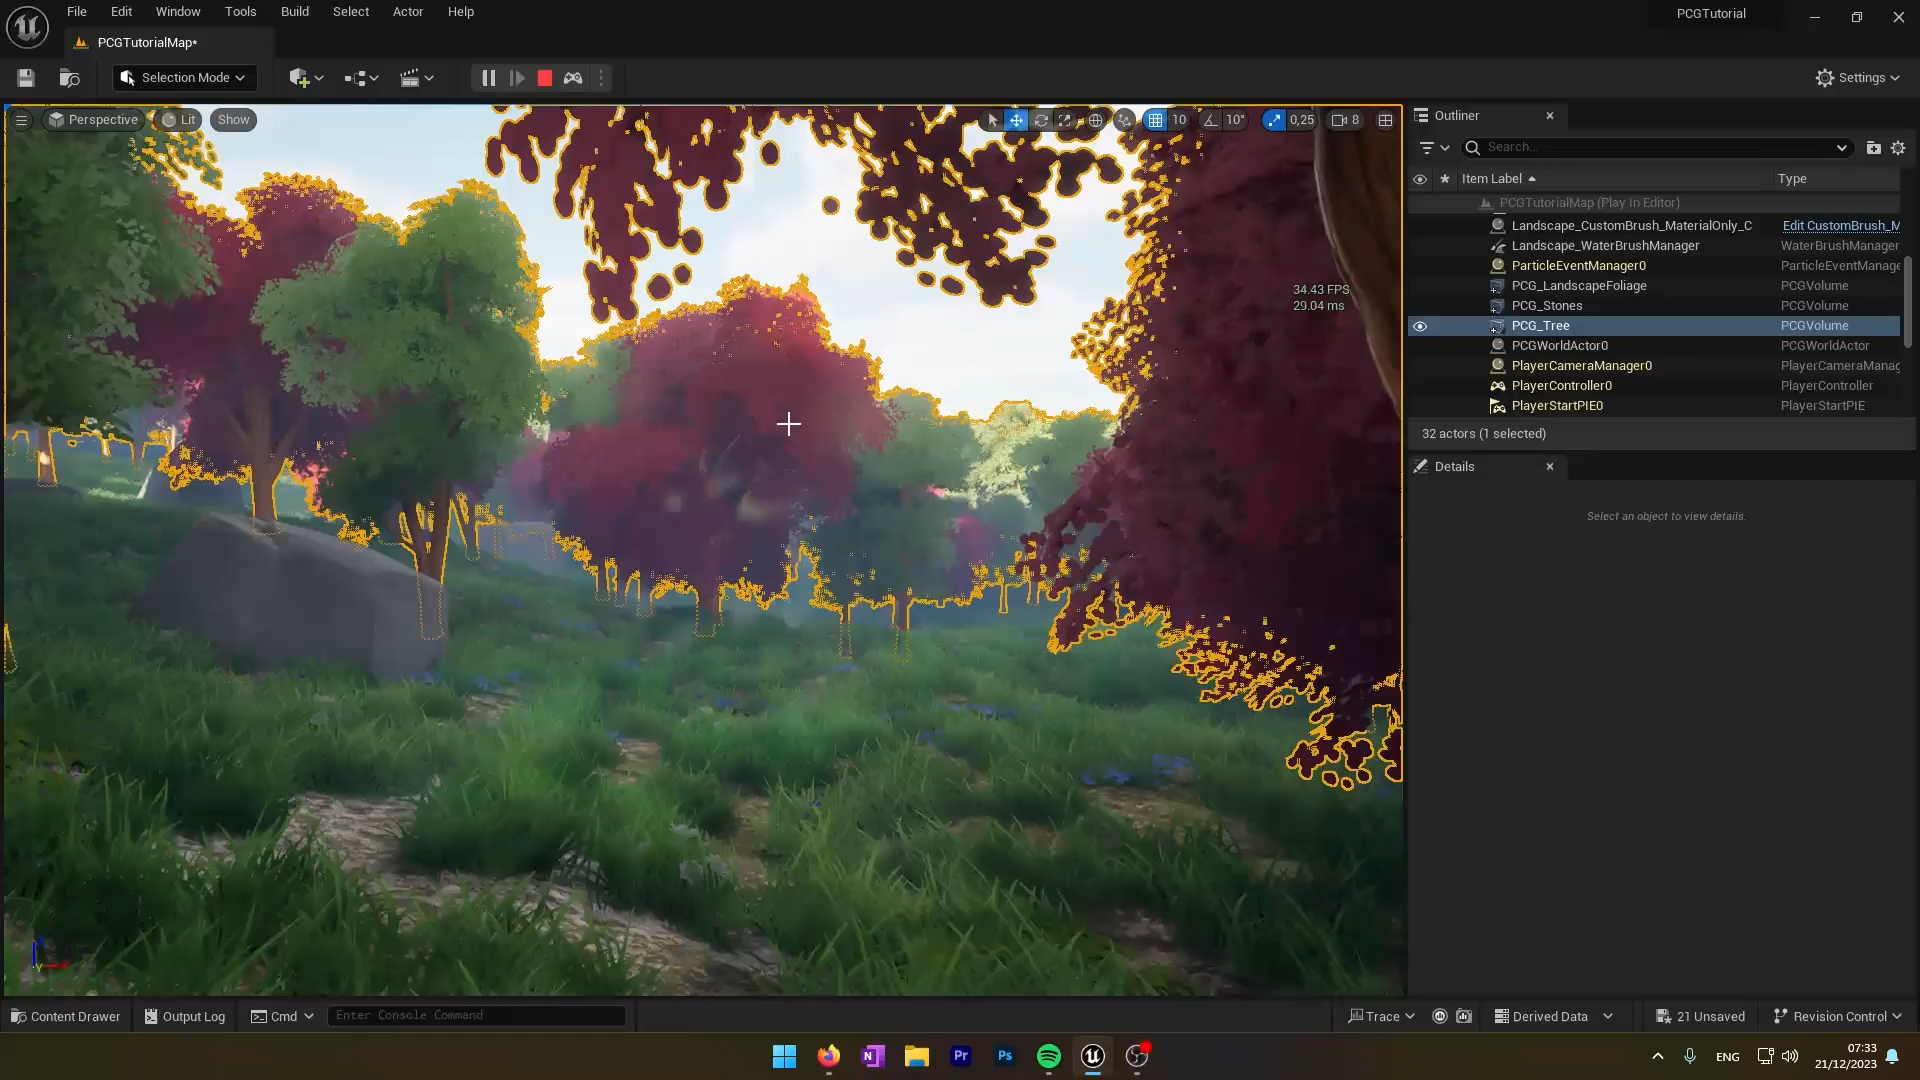 File Edit Window Tools Build Select Actor Help
PCGTutorial
PCGTutorialMap*
Selection Mode
Settings
Perspective Lit Show
10 10° 0,25 8
Outliner
Search...
Item Label Type
PCGTutorialMap (Play In Editor)
Landscape_CustomBrush_MaterialOnly_C Edit CustomBrush_M
Landscape_WaterBrushManager WaterBrushManager
ParticleEventManager0 ParticleEventManage
PCG_LandscapeFoliage PCGVolume
34.43 FPS
29.04 ms
PCG_Stones PCGVolume
PCG_Tree PCGVolume
PCGWorldActor0 PCGWorldActor
PlayerCameraManager0 PlayerCameraManag
PlayerController0 PlayerController
PlayerStartPIE0 PlayerStartPIE
32 actors (1 selected)
Details
Select an object to view details.
Content Drawer Output Log Cmd Enter Console Command Trace Derived Data 21 Unsaved Revision Control
N Pr Ps
ENG
07:33
21/12/2023